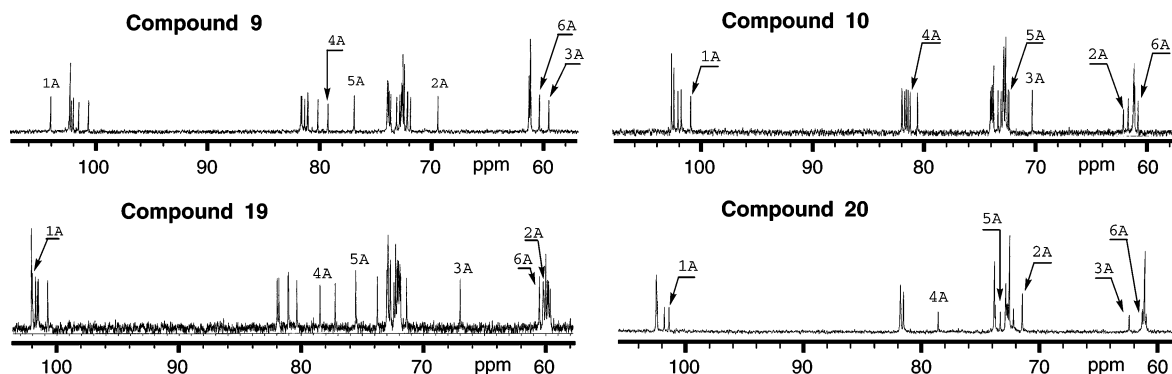 Compound 9
1A
4A
5A
2A
6A
3A
100 90 80 70 ppm 60
Compound 10
1A
4A
5A
3A
2A
6A
100 90 80 70 ppm 60
Compound 19
1A
4A
5A
3A
6A
2A
100 90 80 70 ppm 60
Compound 20
1A
4A
5A
2A
3A
6A
100 90 80 70 ppm 60